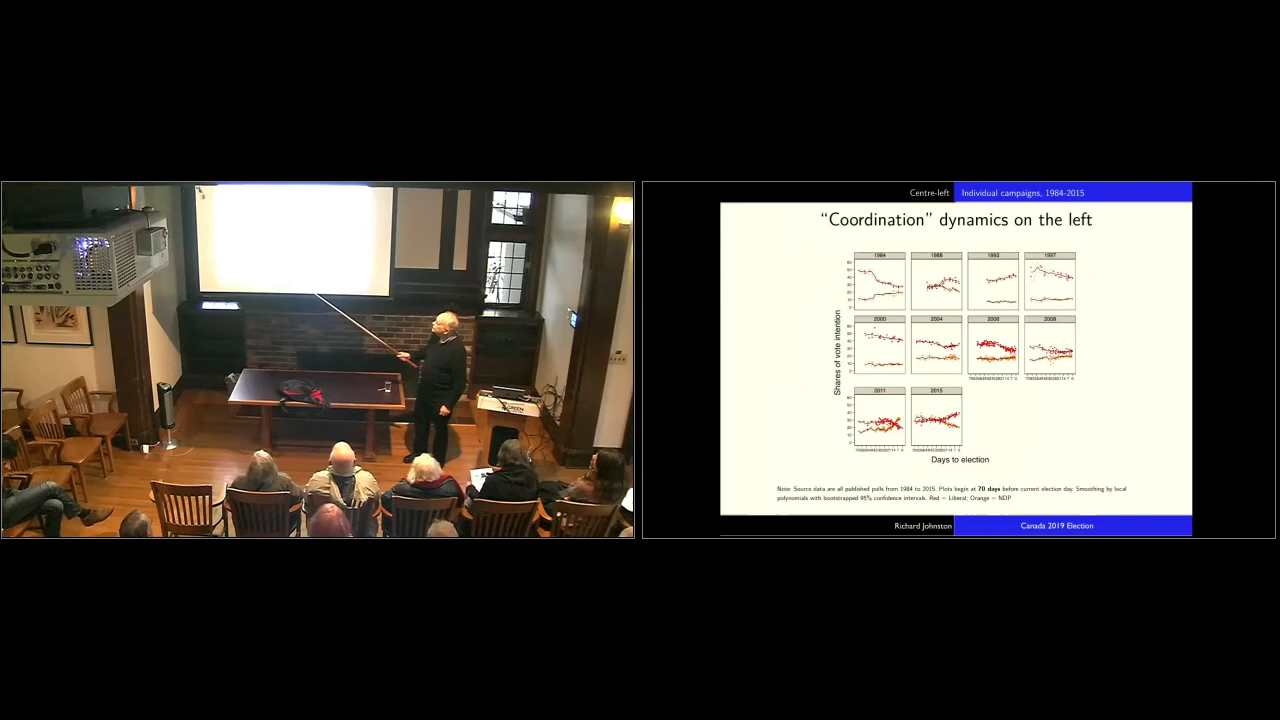 Centre-left Individual campaigns, 1984-2015
“Coordination” dynamics on the left
1984 1988 1993 1997
2000 2004 2006 2008
2011 2015
Shares of vote intention
Days to election
Note: Source data are all published polls from 1984 to 2015. Plots begin at 70 days before current election day. Smoothing by local
polynomials with bootstrapped 95% confidence intervals. Red = Liberal; Orange = NDP
Richard Johnston Canada 2019 Election
GREEN